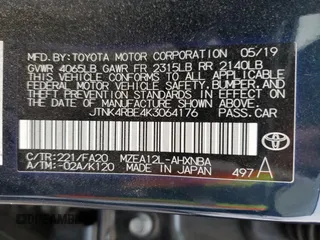 MFD. BY: TOYOTA MOTOR CORPORATION 05/19
GVWR 4065LB GAWR FR 2315LB RR 2140LB
THIS VEHICLE CONFORMS TO ALL APPLICABLE
FEDERAL MOTOR VEHICLE SAFETY, BUMPER, AND
THEFT PREVENTION STANDARDS IN EFFECT ON
THE DATE OF MANUFACTURE SHOWN ABOVE.
JTNK4RBE4K3064176 PASS.CAR
C/TR:221/FA20 MZEA12L-AHXNBA
A/TM:-02A/K120 MADE IN JAPAN 497 A
TOYOTA